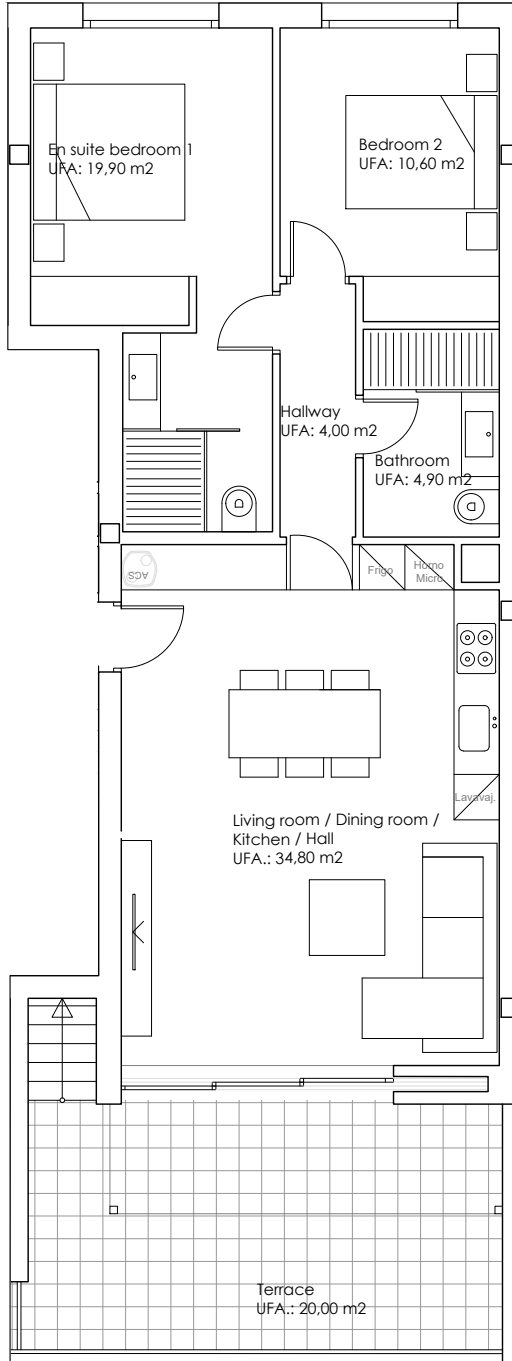 En suite bedroom 1
UFA: 19,90 m2
Bedroom 2
UFA: 10,60 m2
Hallway
UFA: 4,00 m2
Bathroom
UFA: 4,90 m2
ACS
Frigo
Horno
Micro
Lavavaj.
Living room / Dining room /
Kitchen / Hall
UFA.: 34,80 m2
Terrace
UFA.: 20,00 m2